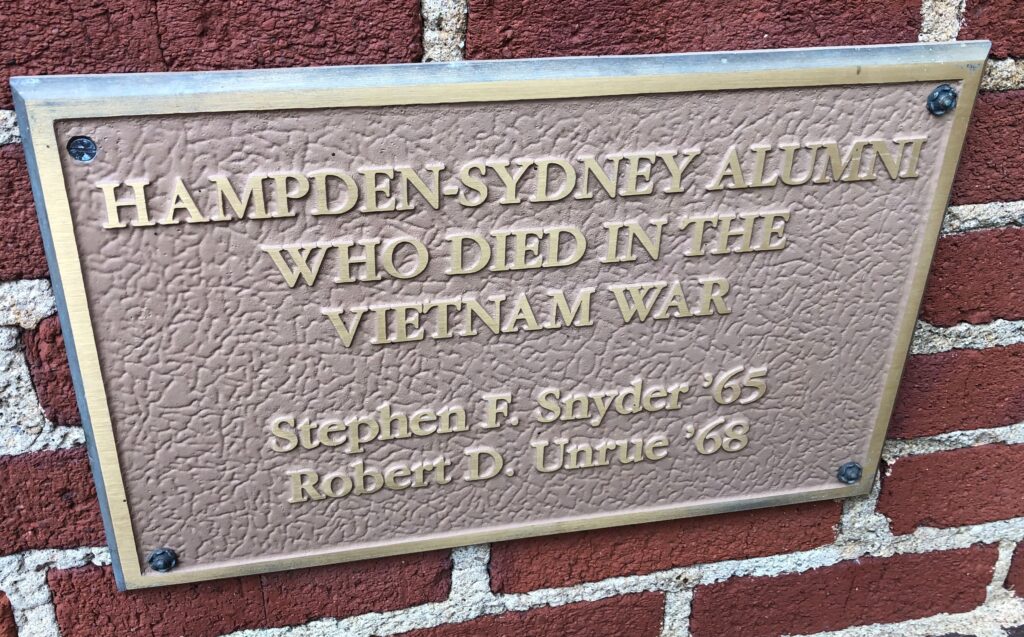 HAMPDEN-SYDNEY ALUMNI
WHO DIED IN THE
VIETNAM WAR
Stephen F. Snyder '65
Robert D. Unrue '68